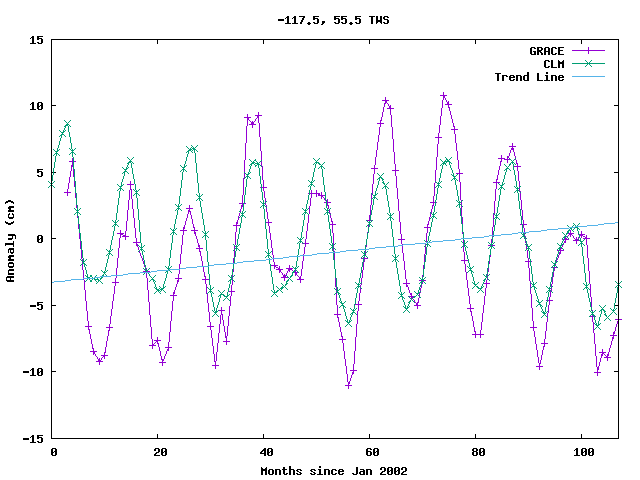 -117.5, 55.5 TWS
GRACE
CLM
Trend Line
15
10
5
0
-5
-10
-15
Anomaly (cm)
0 20 40 60 80 100
Months since Jan 2002